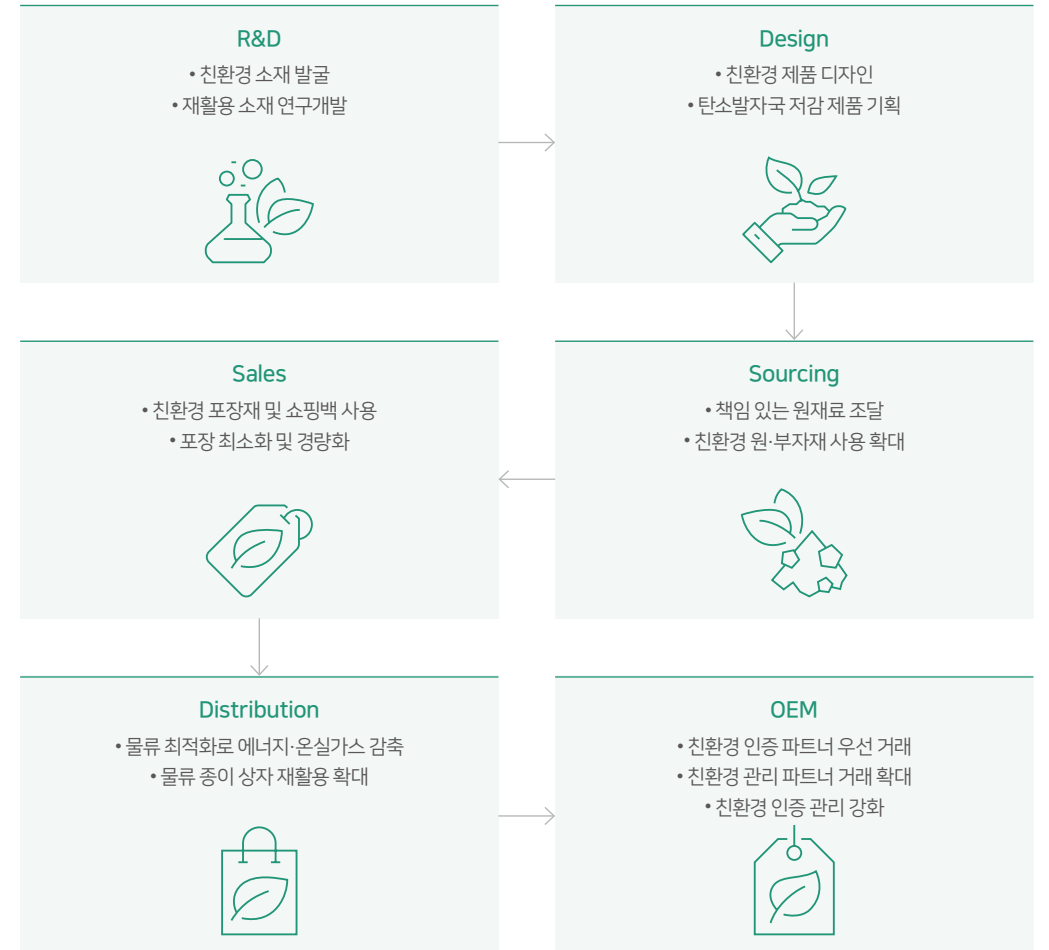 R&D
• 친환경 소재 발굴
• 재활용 소재 연구개발
Design
• 친환경 제품 디자인
• 탄소발자국 저감 제품 기획
Sourcing
• 책임 있는 원재료 조달
• 친환경 원·부자재 사용 확대
Sales
• 친환경 포장재 및 쇼핑백 사용
• 포장 최소화 및 경량화
Distribution
• 물류 최적화로 에너지·온실가스 감축
• 물류 종이 상자 재활용 확대
OEM
• 친환경 인증 파트너 우선 거래
• 친환경 관리 파트너 거래 확대
• 친환경 인증 관리 강화